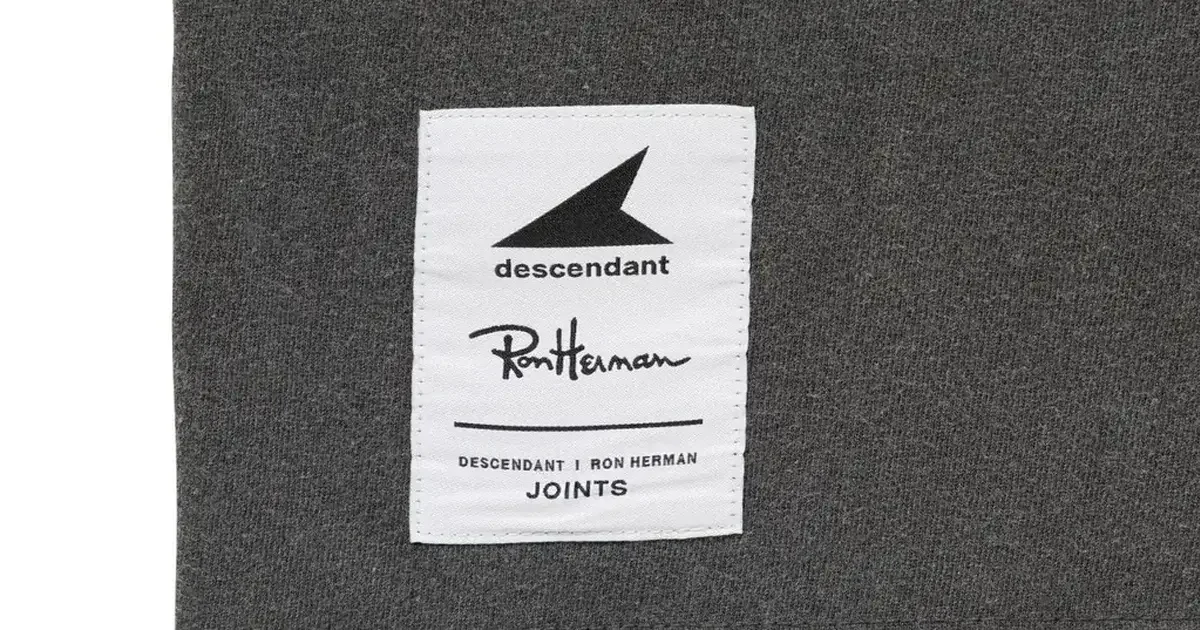 descendant
Ron Herman
DESCENDANT | RON HERMAN
JOINTS